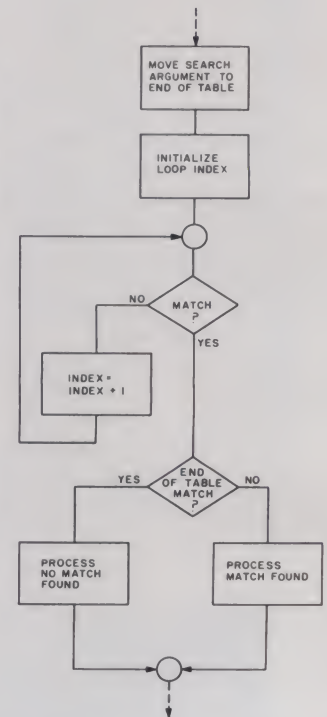 MOVE SEARCH
ARGUMENT TO
END OF TABLE
INITIALIZE
LOOP INDEX
NO
MATCH
?
YES
INDEX=
INDEX + 1
YES
END
OF TABLE
MATCH
?
NO
PROCESS
NO MATCH
FOUND
PROCESS
MATCH FOUND